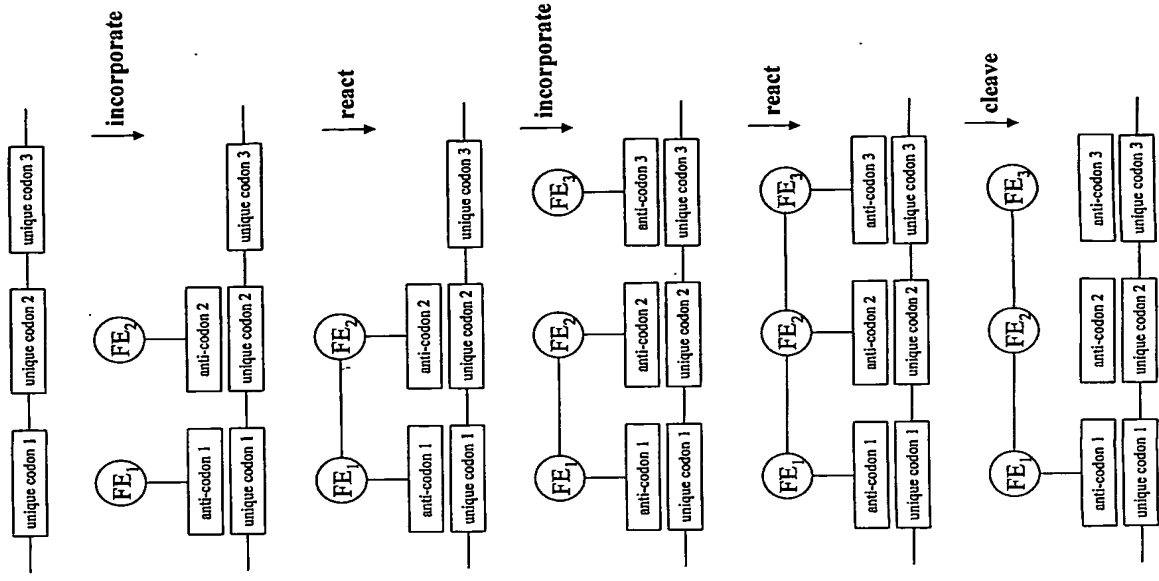 unique codon 1 unique codon 2 unique codon 3
incorporate
FE1 FE2
anti-codon 1 anti-codon 2
unique codon 1 unique codon 2 unique codon 3
react
FE1 FE2
anti-codon 1 anti-codon 2
unique codon 1 unique codon 2 unique codon 3
incorporate
FE1 FE2 FE3
anti-codon 1 anti-codon 2 anti-codon 3
unique codon 1 unique codon 2 unique codon 3
react
FE1 FE2 FE3
anti-codon 1 anti-codon 2 anti-codon 3
unique codon 1 unique codon 2 unique codon 3
cleave
FE1 FE2 FE3
anti-codon 1 anti-codon 2 anti-codon 3
unique codon 1 unique codon 2 unique codon 3